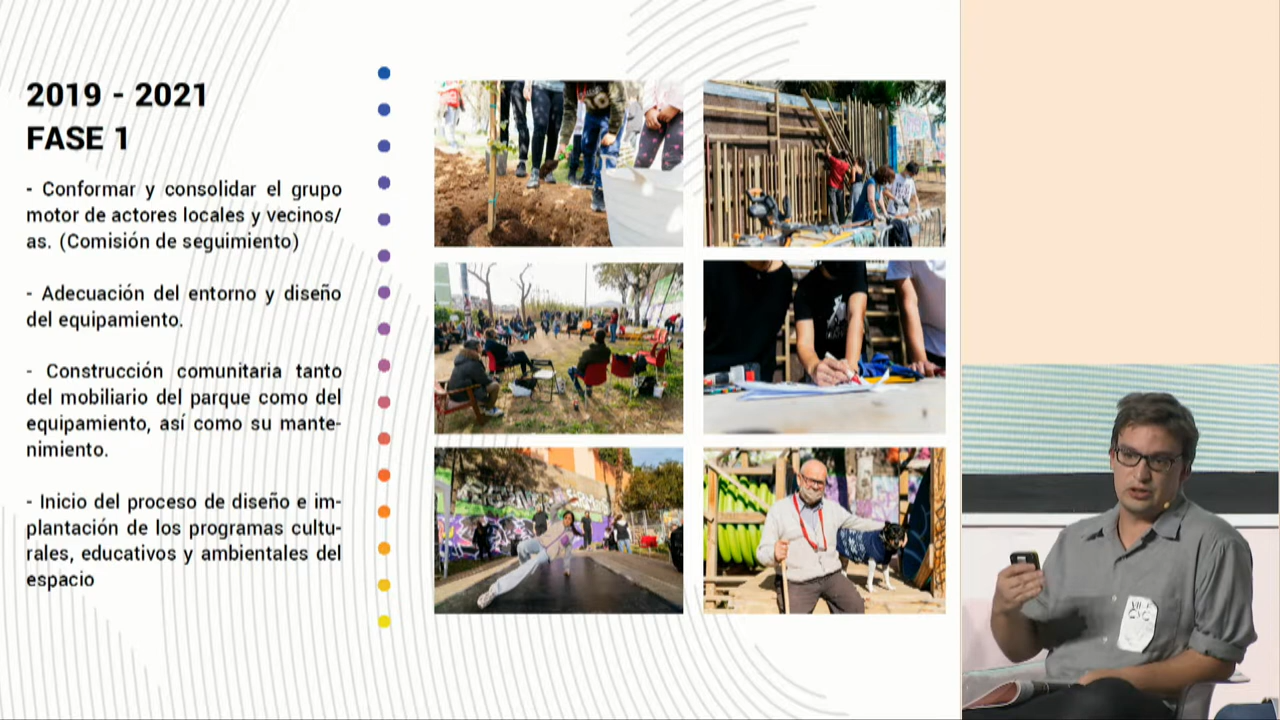 2019 - 2021
FASE 1
- Conformar y consolidar el grupo
motor de actores locales y vecinos/
as. (Comisión de seguimiento)
- Adecuación del entorno y diseño
del equipamiento.
- Construcción comunitaria tanto
del mobiliario del parque como del
equipamiento, así como su mante-
nimiento.
- Inicio del proceso de diseño e im-
plantación de los programas cultu-
rales, educativos y ambientales del
espacio